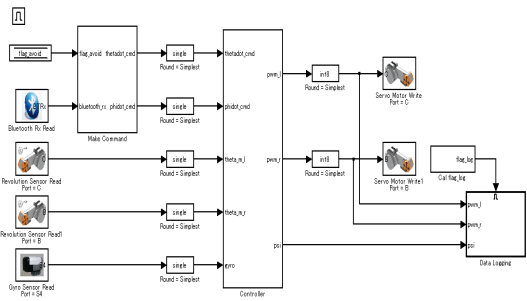 flag_avoid
flag_avoid thetadot_cmd
bluetooth_rx phidot_cmd
Make Command
Rx
Bluetooth Rx Read
C
Revolution Sensor Read
Port = C
B
Revolution Sensor Read1
Port = B
S4
Gyro Sensor Read
Port = S4
single
Round = Simplest
single
Round = Simplest
single
Round = Simplest
single
Round = Simplest
single
Round = Simplest
thetadot_cmd
phidot_cmd
theta_m_l
theta_m_r
gyro
pwm_l
pwm_r
psi
Controller
int8
Round = Simplest
int8
Round = Simplest
C
Servo Motor Write
Port = C
B
Servo Motor Write1
Port = B
flag_log
Cal flag_log
pwm_l
pwm_r
psi
Data Logging